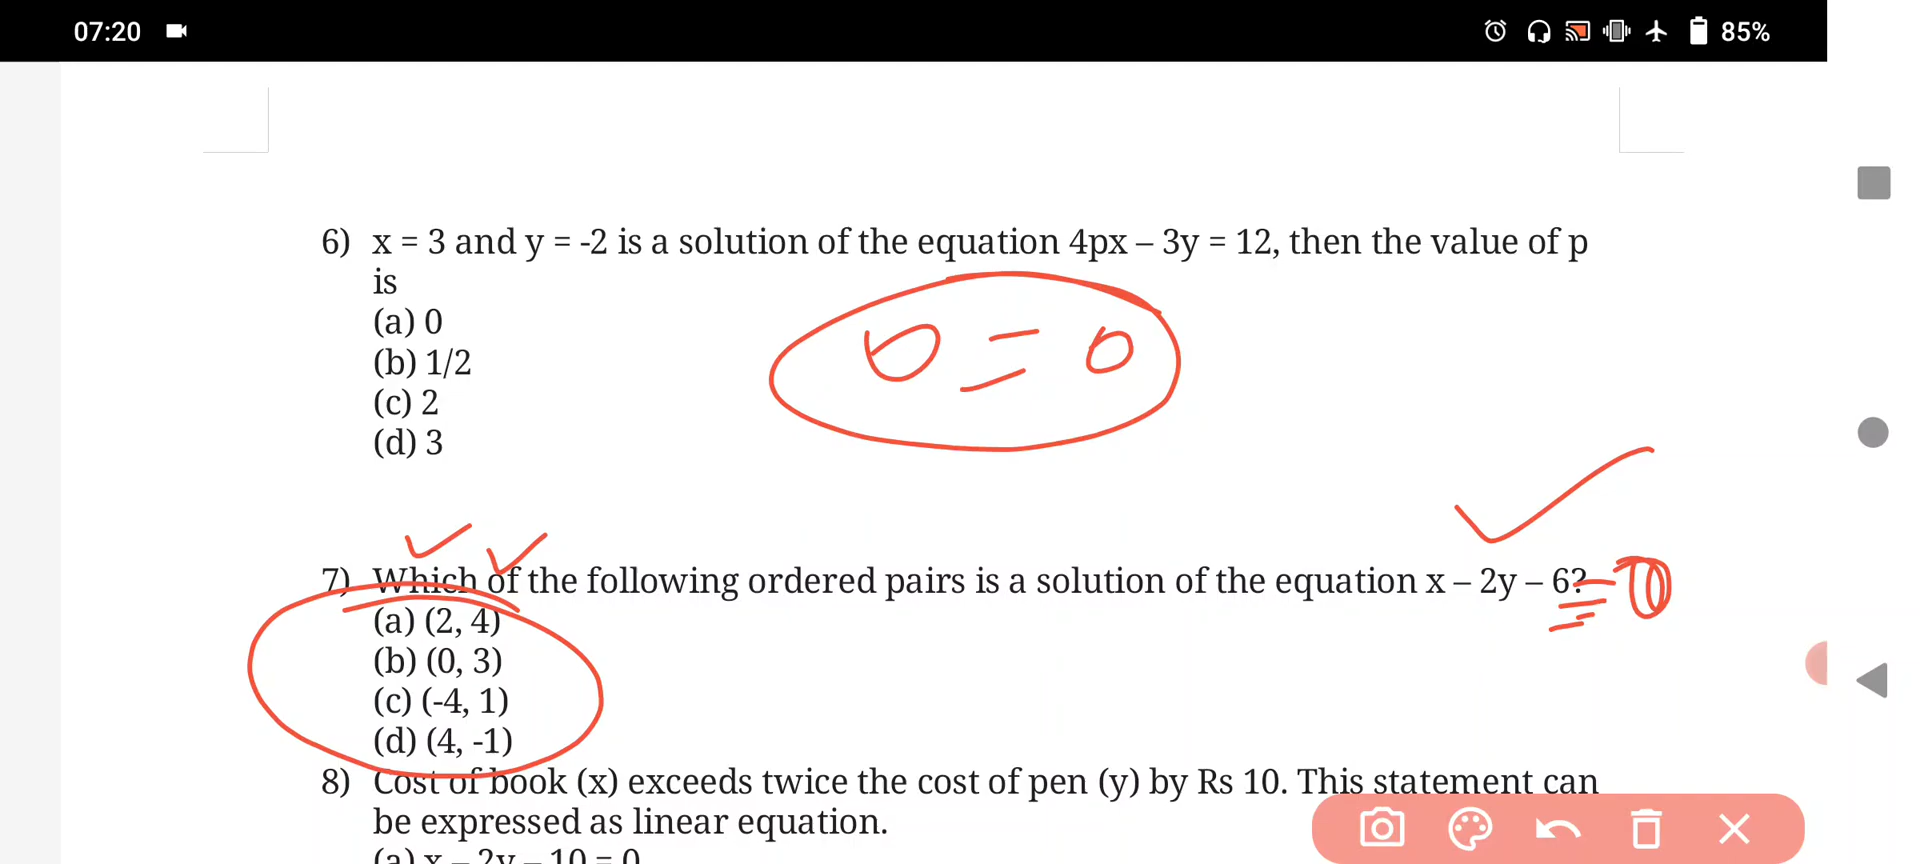 07:20 85%
6) x = 3 and y = -2 is a solution of the equation 4px – 3y = 12, then the value of p
is
(a) 0
(b) 1/2
(c) 2
(d) 3
0 = 0
7) Which of the following ordered pairs is a solution of the equation x – 2y – 6? = 0
(a) (2, 4)
(b) (0, 3)
(c) (-4, 1)
(d) (4, -1)
8) Cost of book (x) exceeds twice the cost of pen (y) by Rs 10. This statement can
be expressed as linear equation.
(a) x – 2y – 10 = 0